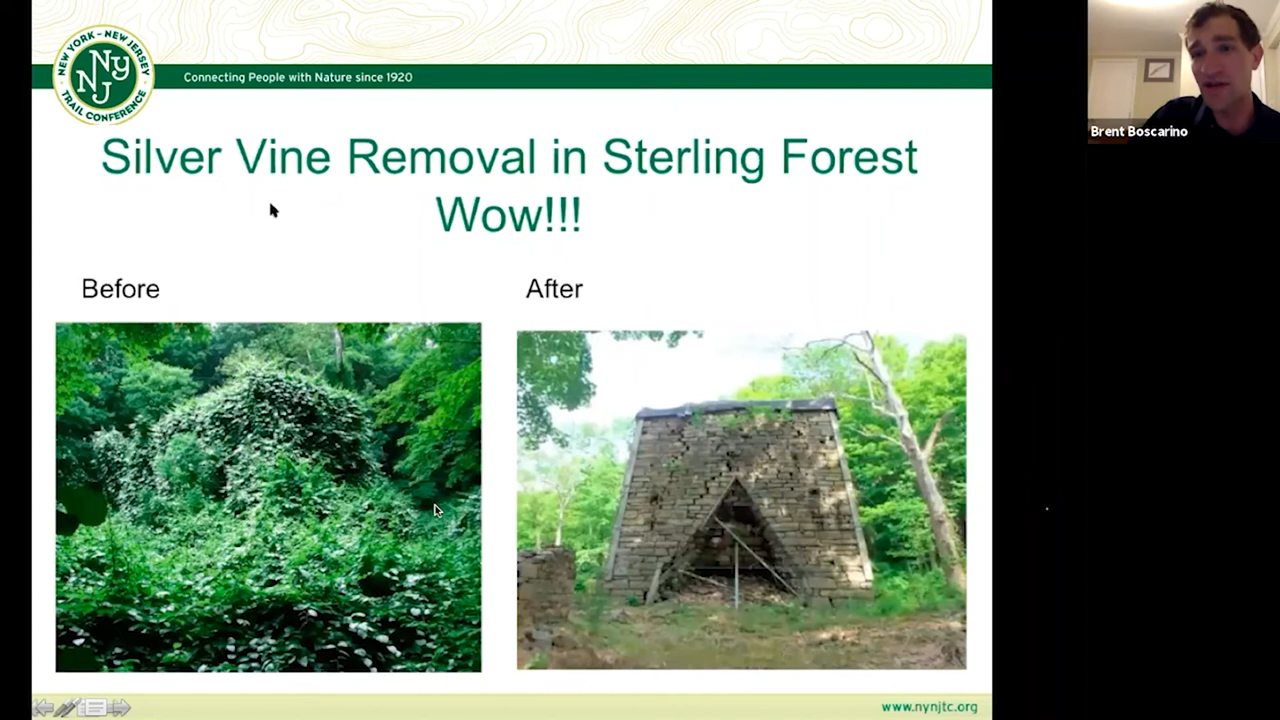 NEW YORK - NEW JERSEY
NY
NJ
TRAIL CONFERENCE
Connecting People with Nature since 1920
Silver Vine Removal in Sterling Forest
Wow!!!
Before
After
www.nynjtc.org
Brent Boscarino